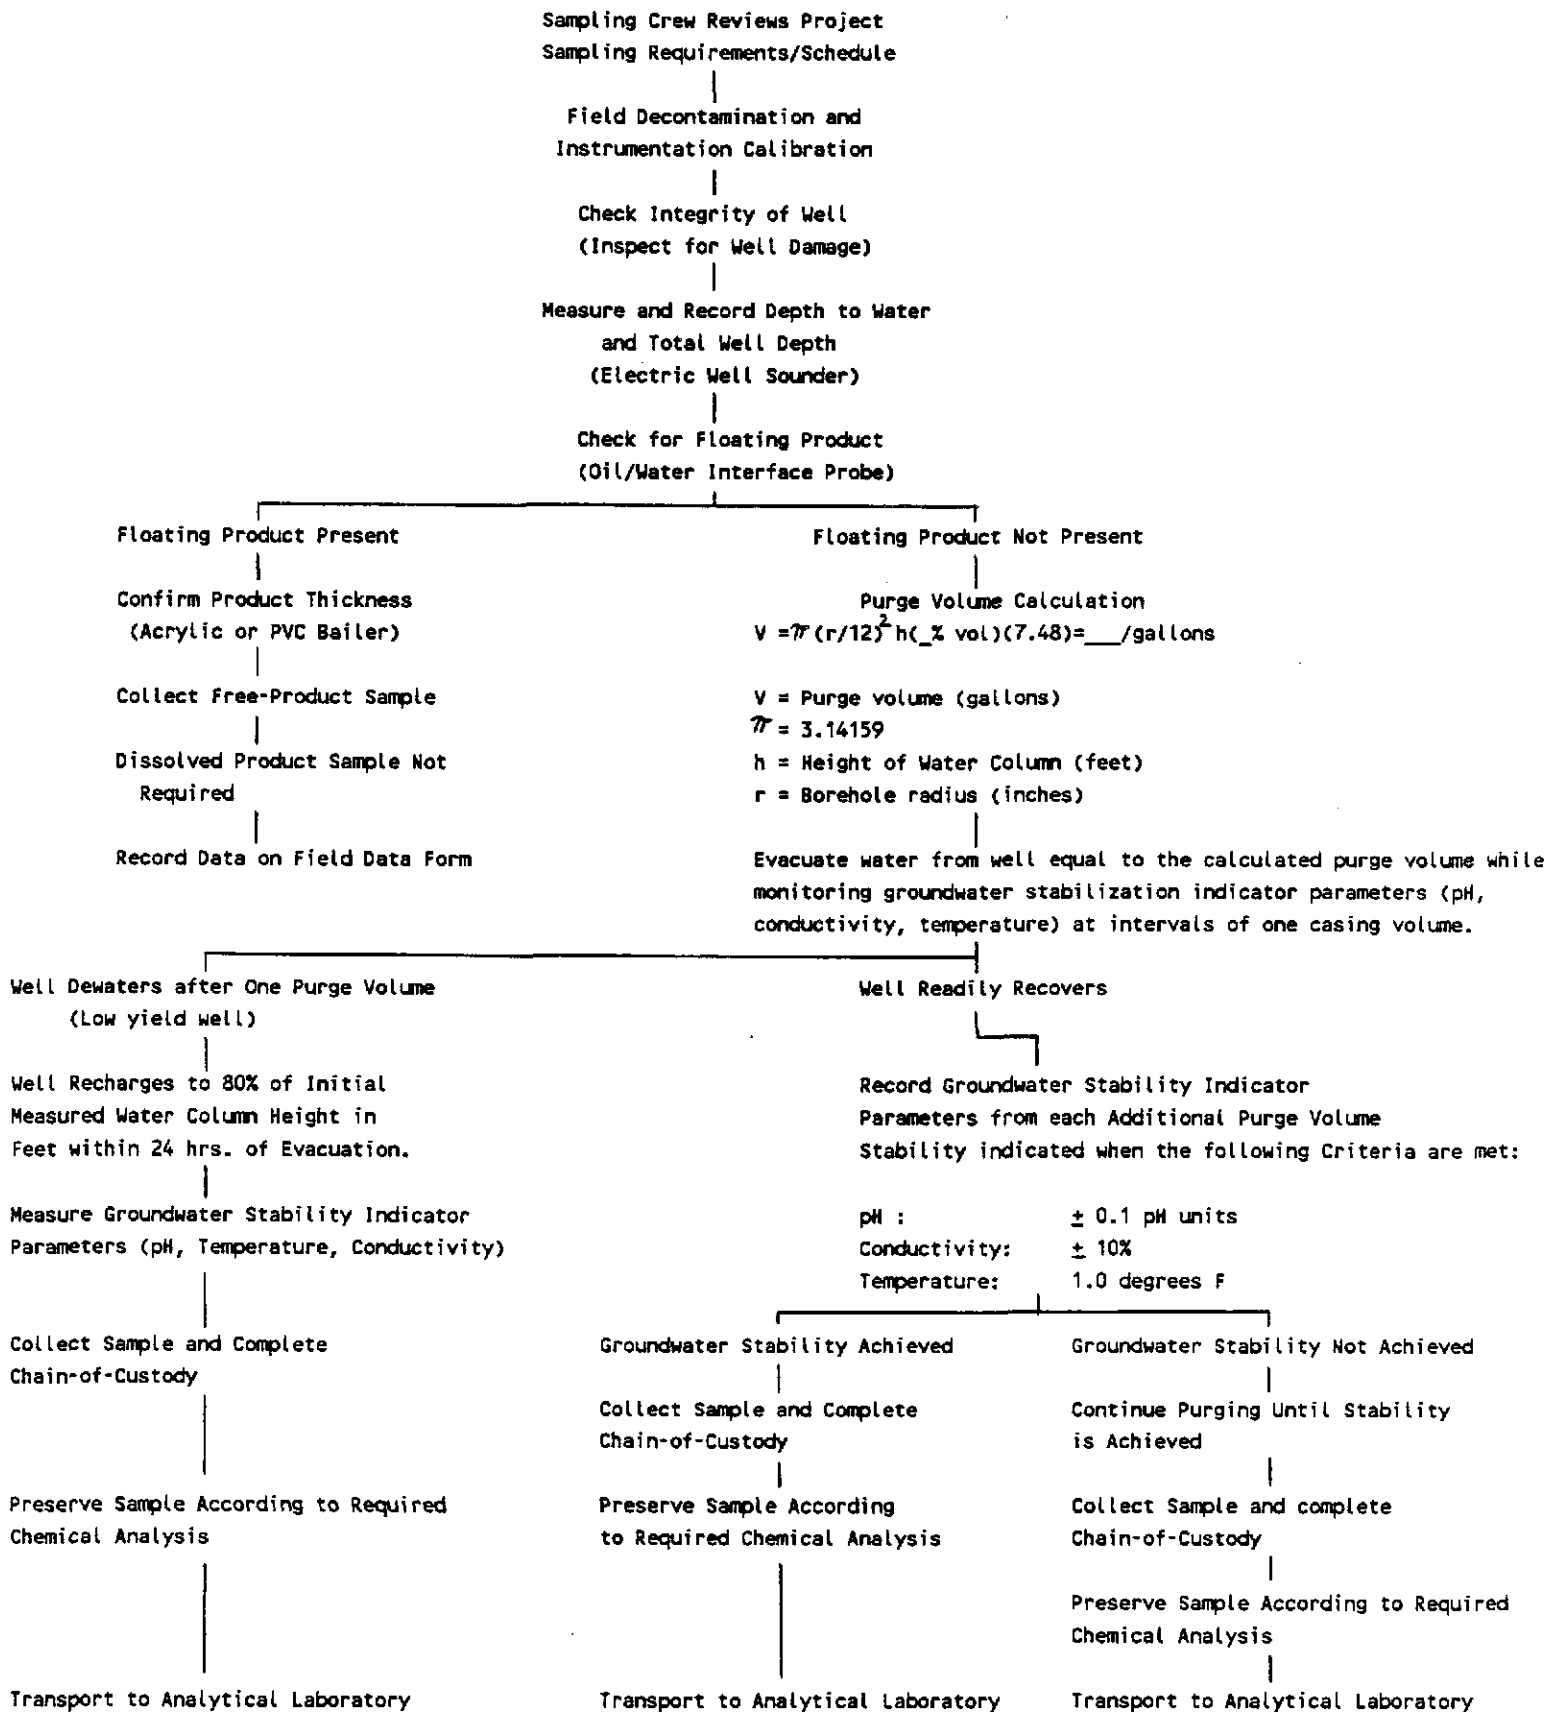 Sampling Crew Reviews Project
Sampling Requirements/Schedule
Field Decontamination and
Instrumentation Calibration
Check Integrity of Well
(Inspect for Well Damage)
Measure and Record Depth to Water
and Total Well Depth
(Electric Well Sounder)
Check for Floating Product
(Oil/Water Interface Probe)
Floating Product Present
Confirm Product Thickness
(Acrylic or PVC Bailer)
Collect Free-Product Sample
Dissolved Product Sample Not
Required
Record Data on Field Data Form
Floating Product Not Present
Purge Volume Calculation
V =π(r/12)² h(_% vol)(7.48)=___/gallons
V = Purge volume (gallons)
π = 3.14159
h = Height of Water Column (feet)
r = Borehole radius (inches)
Evacuate water from well equal to the calculated purge volume while
monitoring groundwater stabilization indicator parameters (pH,
conductivity, temperature) at intervals of one casing volume.
Well Dewaters after One Purge Volume
(Low yield well)
Well Recharges to 80% of Initial
Measured Water Column Height in
Feet within 24 hrs. of Evacuation.
Measure Groundwater Stability Indicator
Parameters (pH, Temperature, Conductivity)
Collect Sample and Complete
Chain-of-Custody
Preserve Sample According to Required
Chemical Analysis
Transport to Analytical Laboratory
Well Readily Recovers
Record Groundwater Stability Indicator
Parameters from each Additional Purge Volume
Stability indicated when the following Criteria are met:
pH : ± 0.1 pH units
Conductivity: ± 10%
Temperature: 1.0 degrees F
Groundwater Stability Achieved
Collect Sample and Complete
Chain-of-Custody
Preserve Sample According
to Required Chemical Analysis
Transport to Analytical Laboratory
Groundwater Stability Not Achieved
Continue Purging Until Stability
is Achieved
Collect Sample and complete
Chain-of-Custody
Preserve Sample According to Required
Chemical Analysis
Transport to Analytical Laboratory